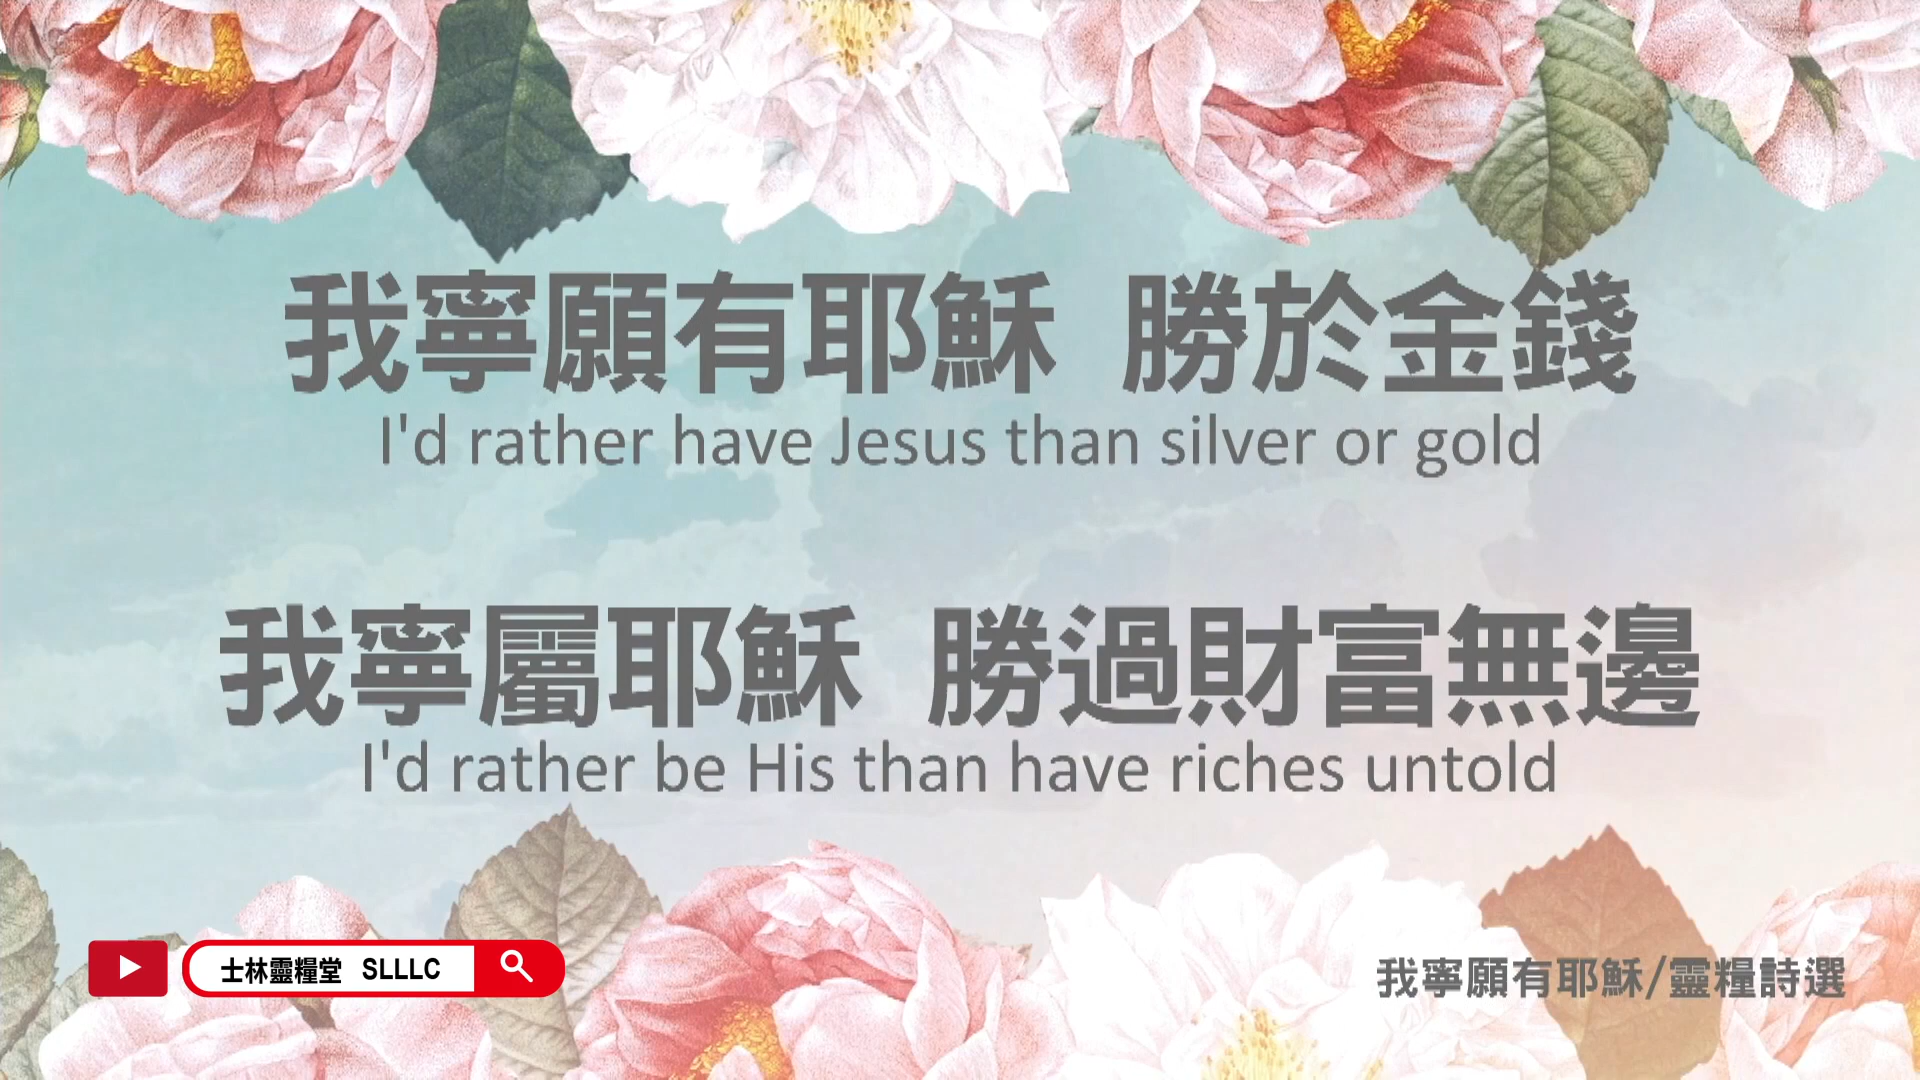 我寧願有耶穌 勝於金錢
I'd rather have Jesus than silver or gold
我寧屬耶穌 勝過財富無邊
I'd rather be His than have riches untold
士林靈糧堂 SLLLC
我寧願有耶穌/靈糧詩選